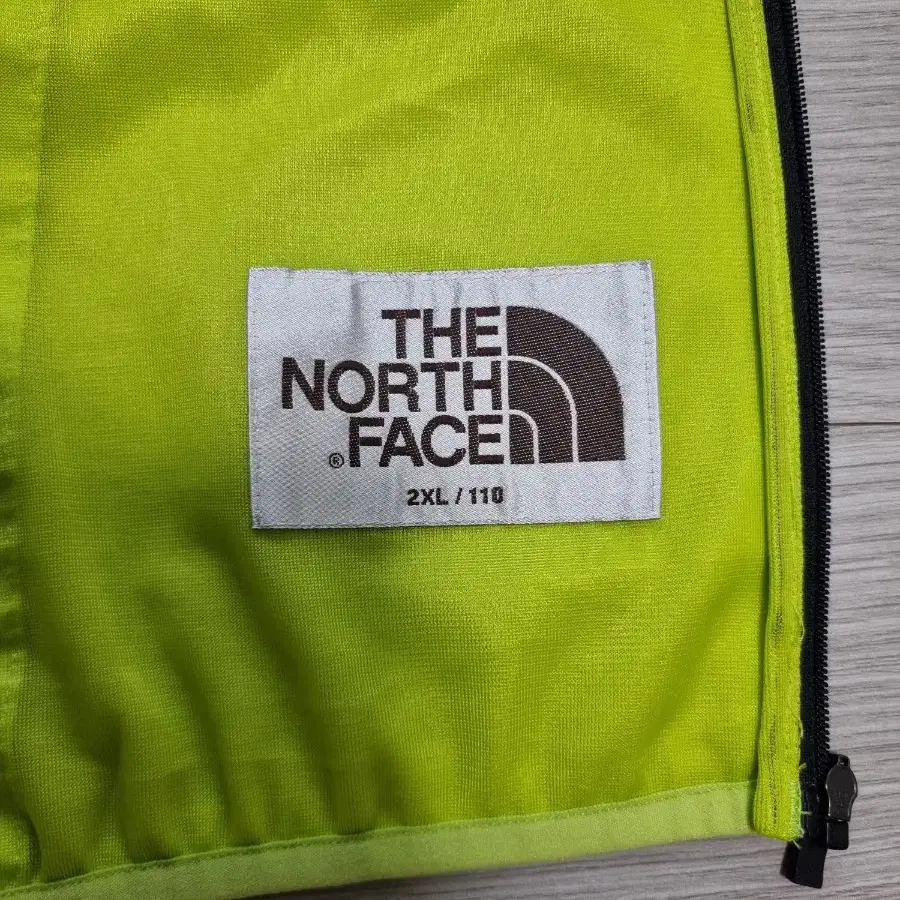 THE
NORTH
FACE
®
2XL / 110